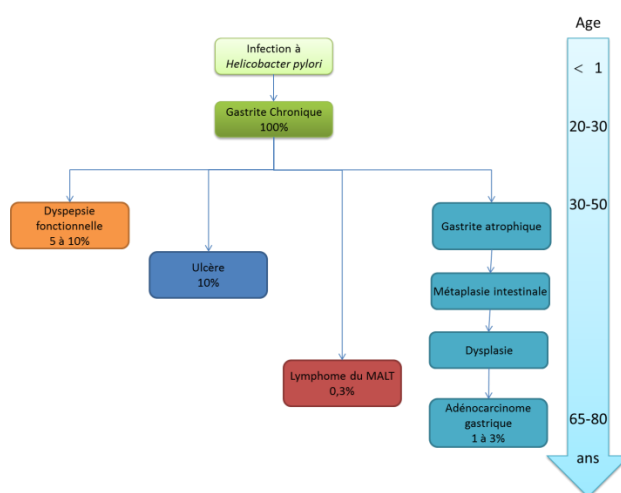 Age
Infection à
Helicobacter pylori
< 1
Gastrite Chronique
100%
20-30
30-50
Dyspepsie
fonctionnelle
5 à 10%
Gastrite atrophique
Ulcère
10%
Métaplasie intestinale
Dysplasie
Lymphome du MALT
0,3%
Adénocarcinome
gastrique
1 à 3%
65-80
ans